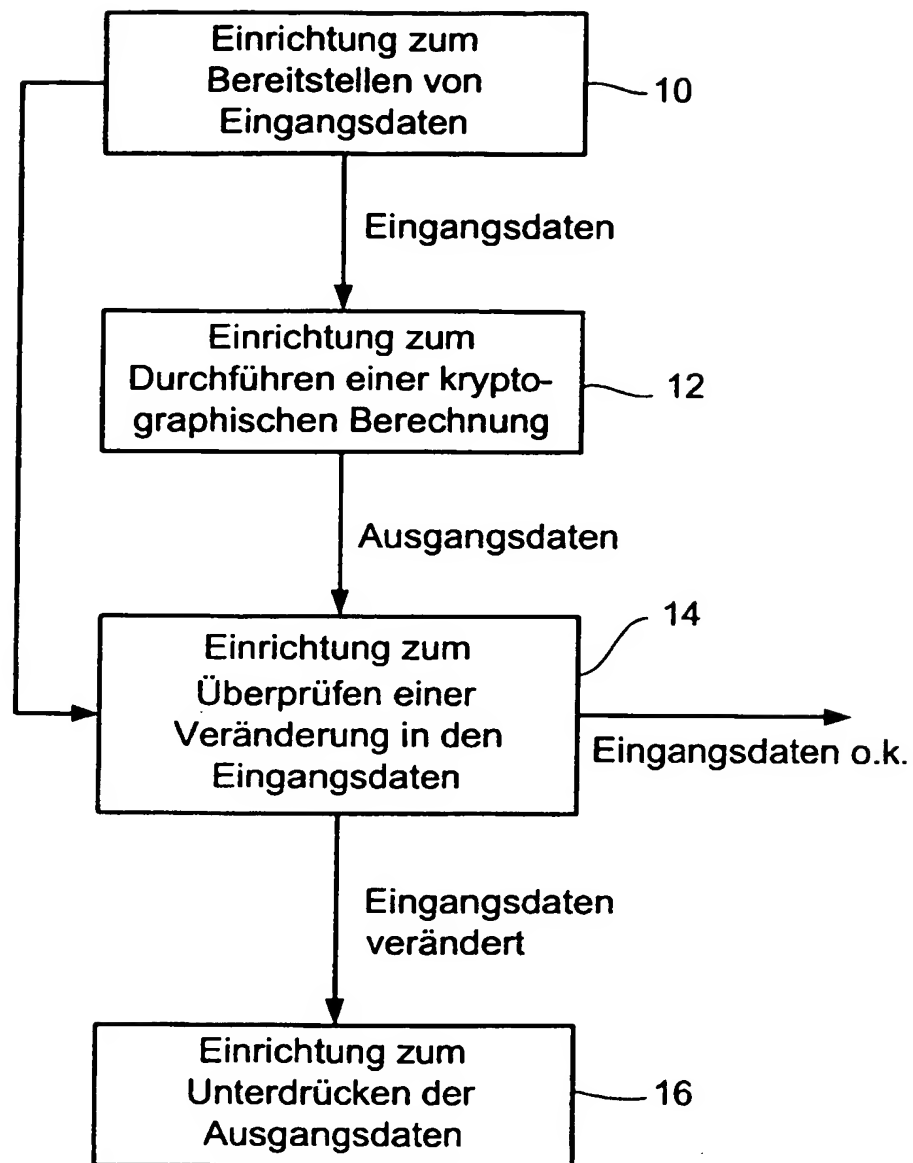 Einrichtung zum
Bereitstellen von
Eingangsdaten
10
Eingangsdaten
Einrichtung zum
Durchführen einer krypto-
graphischen Berechnung
12
Ausgangsdaten
14
Einrichtung zum
Überprüfen einer
Veränderung in den
Eingangsdaten
Eingangsdaten o.k.
Eingangsdaten
verändert
Einrichtung zum
Unterdrücken der
Ausgangsdaten
16